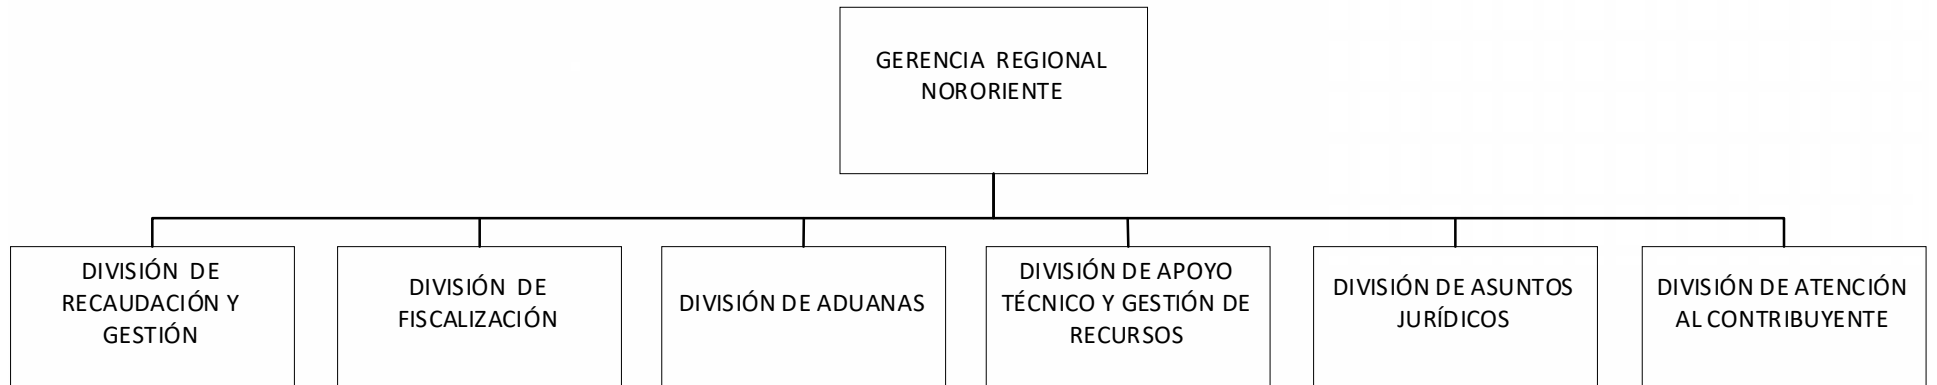 GERENCIA REGIONAL
NORORIENTE
DIVISIÓN DE
RECAUDACIÓN Y
GESTIÓN
DIVISIÓN DE
FISCALIZACIÓN
DIVISIÓN DE ADUANAS
DIVISIÓN DE APOYO
TÉCNICO Y GESTIÓN DE
RECURSOS
DIVISIÓN DE ASUNTOS
JURÍDICOS
DIVISIÓN DE ATENCIÓN
AL CONTRIBUYENTE